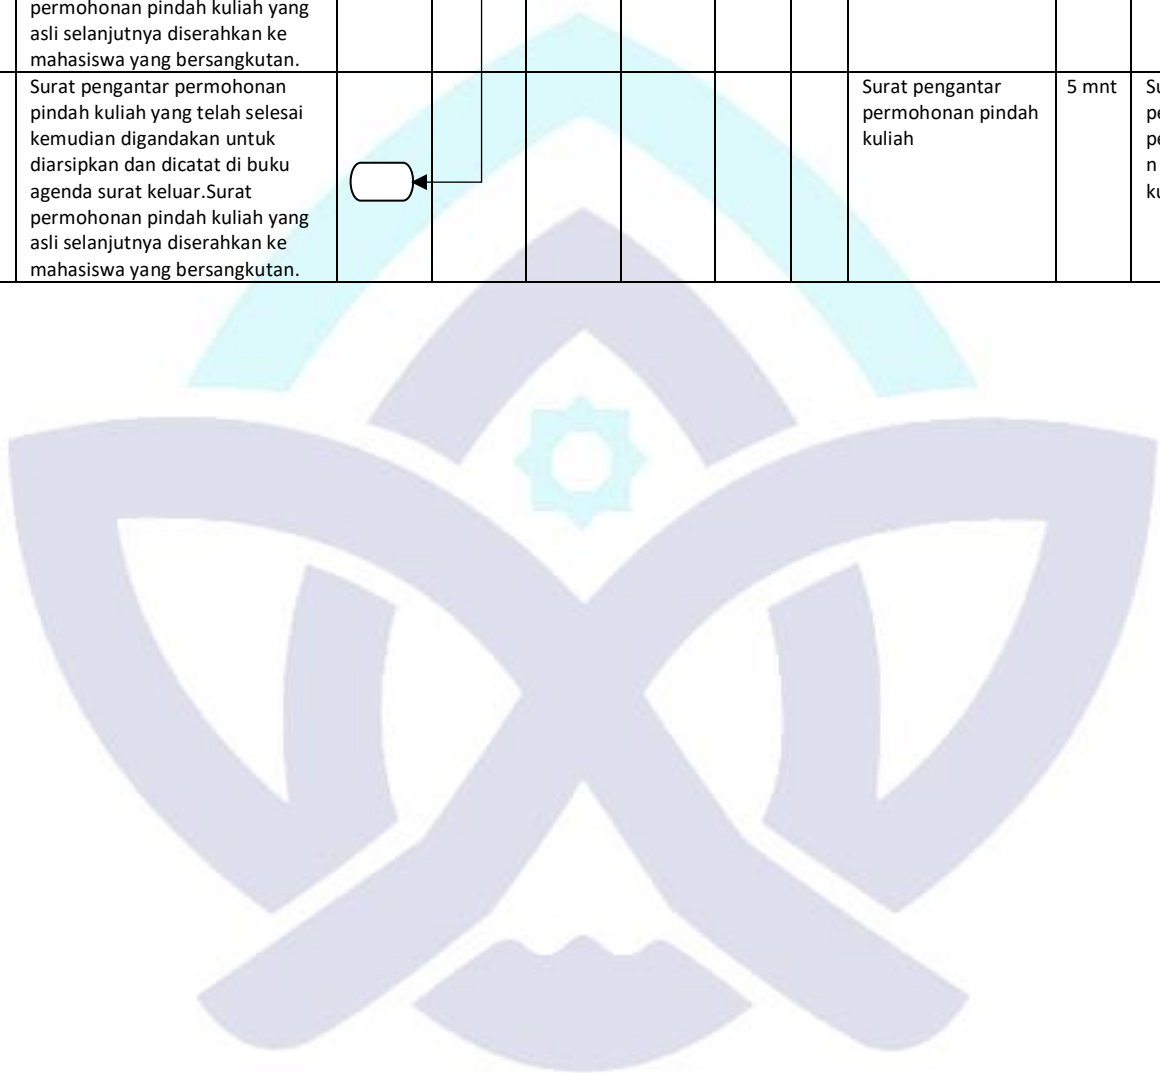 permohonan pindah kuliah yang
asli selanjutnya diserahkan ke
mahasiswa yang bersangkutan.
Surat pengantar permohonan
pindah kuliah yang telah selesai
kemudian digandakan untuk
diarsipkan dan dicatat di buku
agenda surat keluar.Surat
permohonan pindah kuliah yang
asli selanjutnya diserahkan ke
mahasiswa yang bersangkutan.
Surat pengantar
permohonan pindah
kuliah
5 mnt